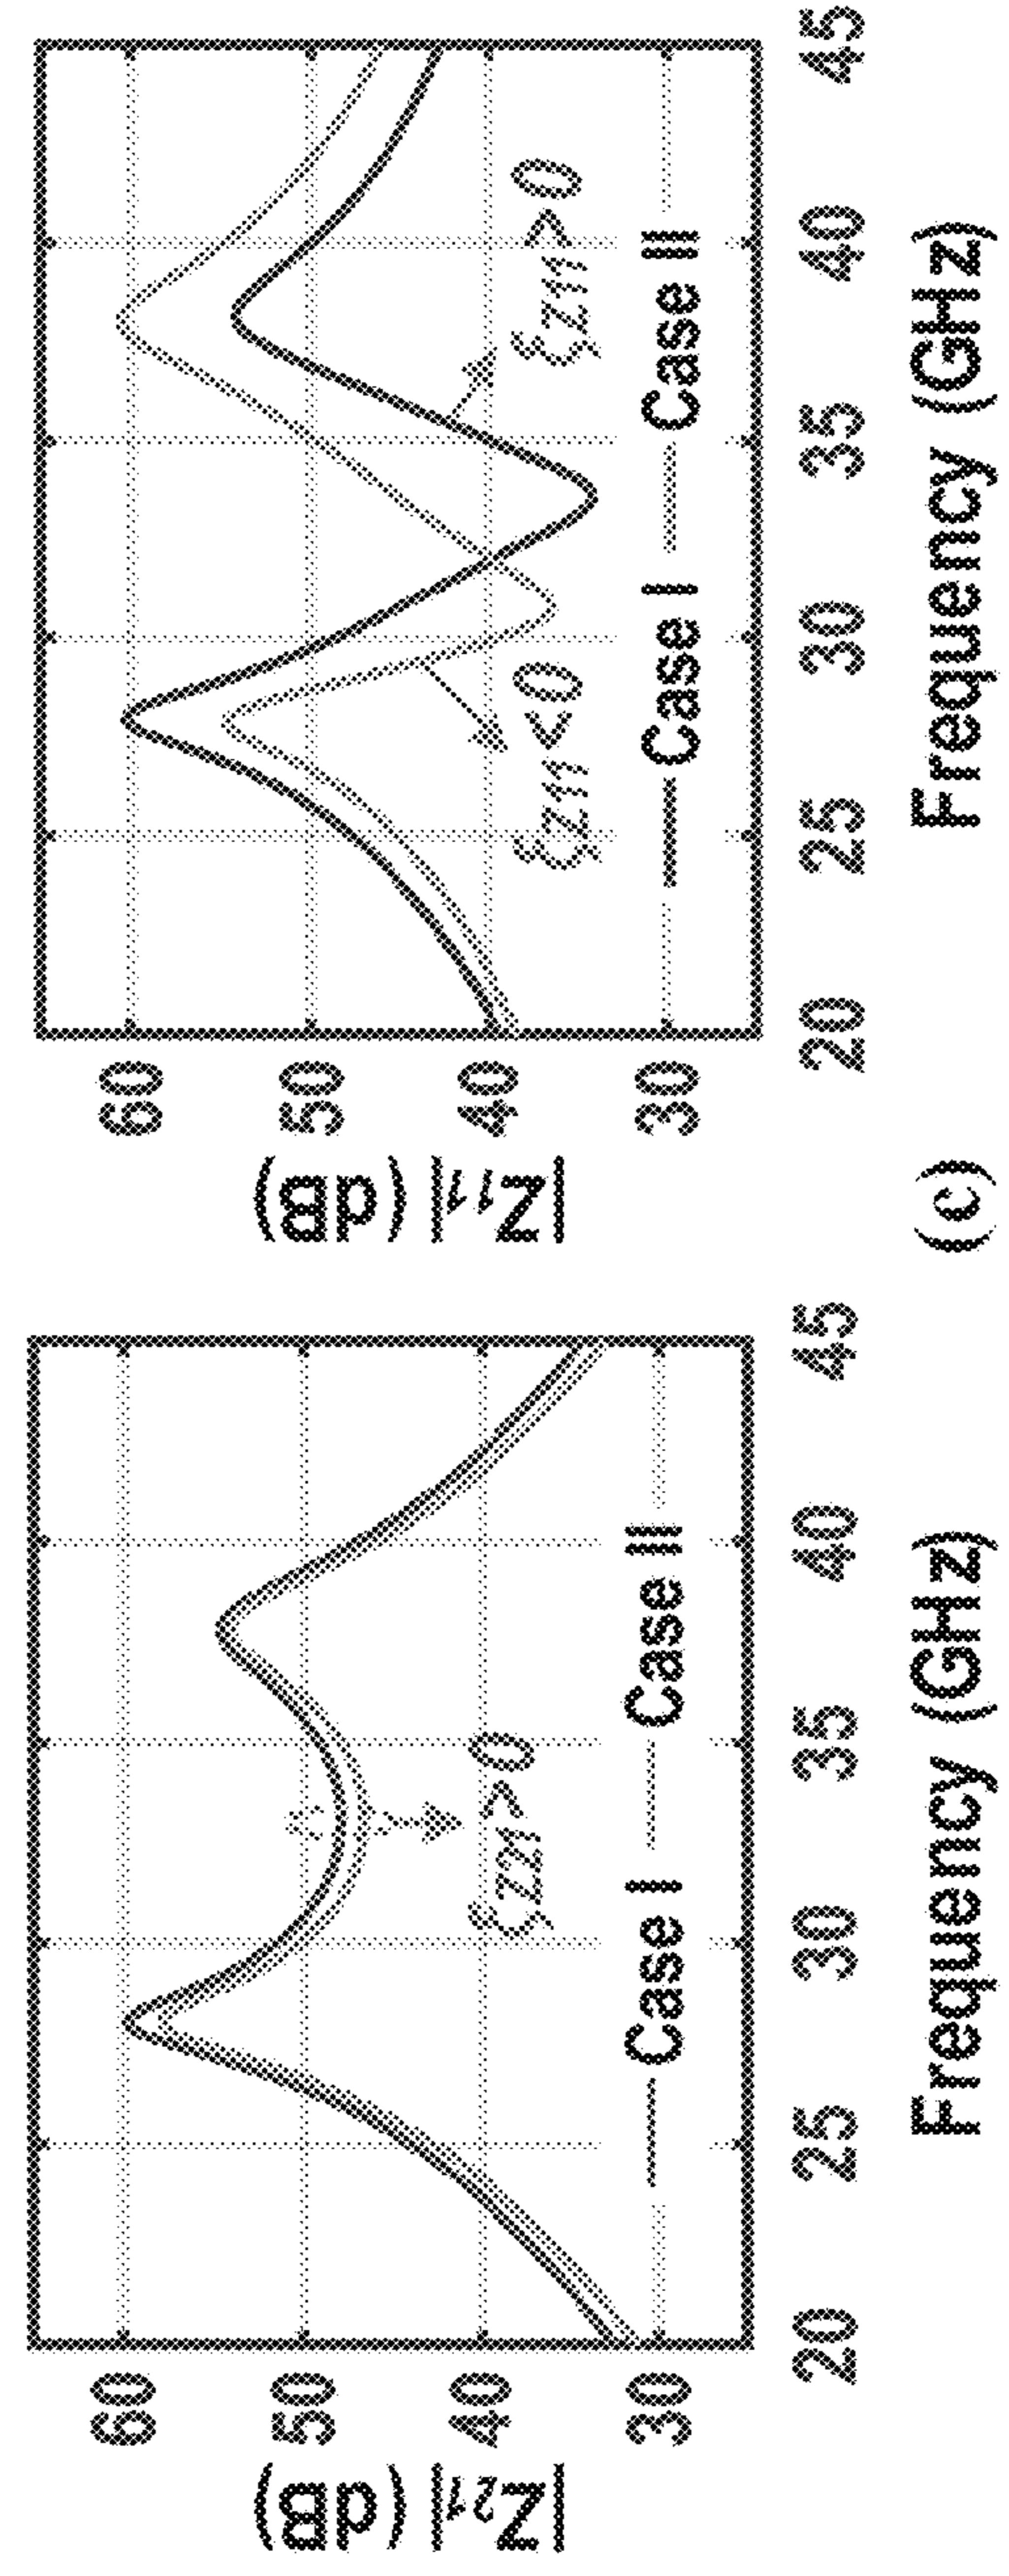 |Z21| (dB)
60
50
40
30
ξZ21>0
Case I
Case II
20
25
30
35
40
45
Frequency (GHz)
|Z11| (dB)
60
50
40
30
ξZ11<0
ξZ11>0
Case I
Case II
20
25
30
35
40
45
Frequency (GHz)
(c)